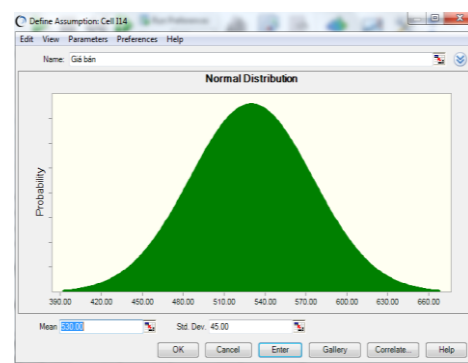 Define Assumption: Cell I14
Edit View Parameters Preferences Help
Name: Giá bán
Normal Distribution
Probability
390.00 420.00 450.00 480.00 510.00 540.00 570.00 600.00 630.00 660.00
Mean 530.00 Std. Dev. 45.00
OK Cancel Enter Gallery Correlate... Help